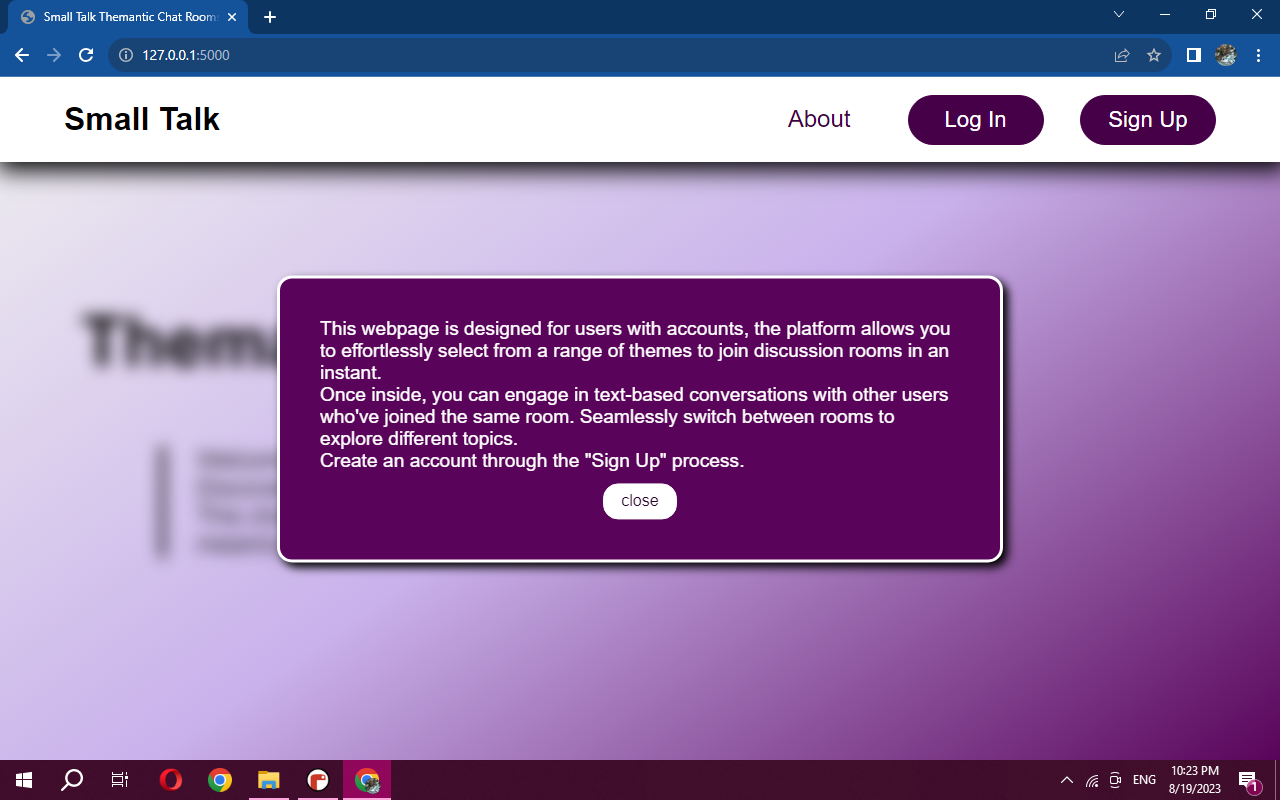 Small Talk Themantic Chat Rooms
127.0.0.1:5000
Small Talk
About
Log In
Sign Up
Thema
This webpage is designed for users with accounts, the platform allows you
to effortlessly select from a range of themes to join discussion rooms in an
instant.
Once inside, you can engage in text-based conversations with other users
who've joined the same room. Seamlessly switch between rooms to
explore different topics.
Create an account through the "Sign Up" process.
close
ENG
10:23 PM
8/19/2023
1